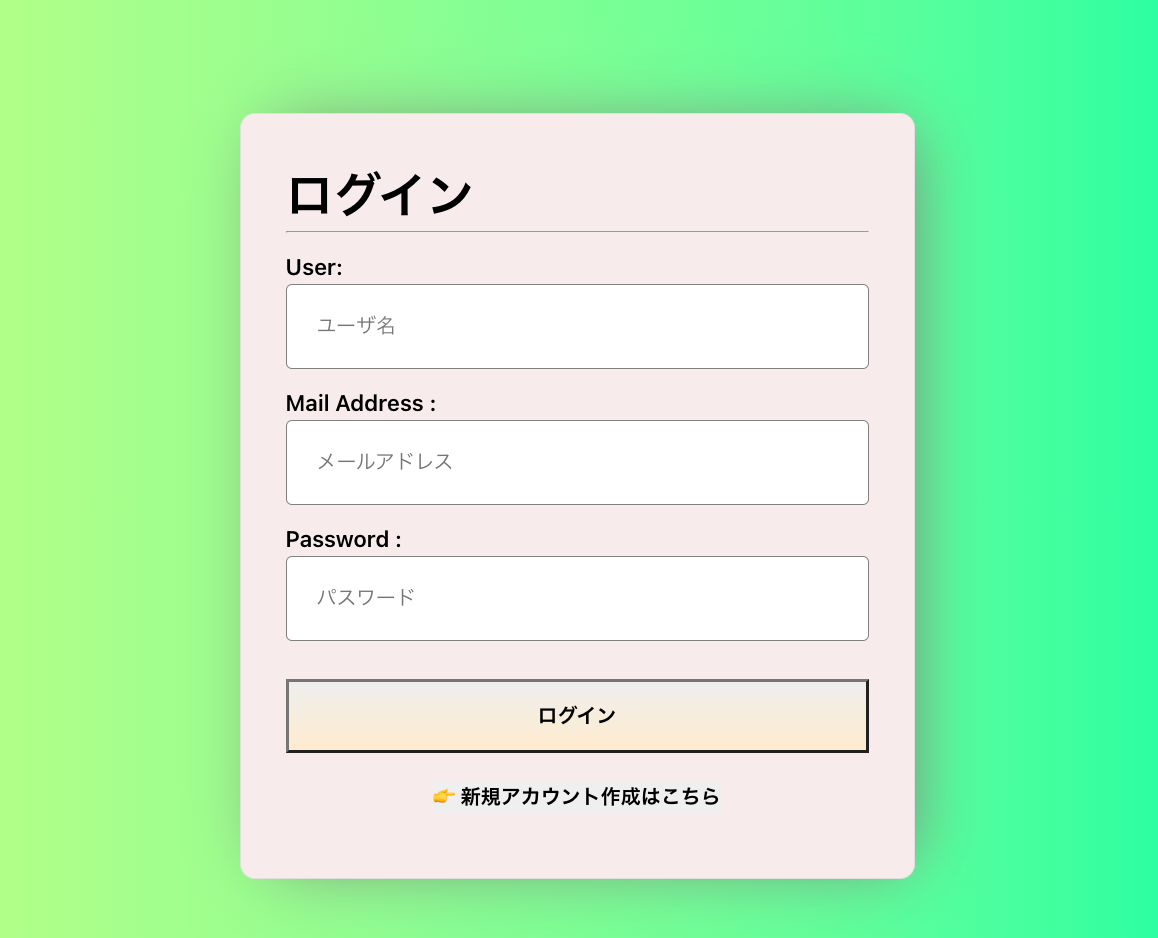 ログイン
User:
ユーザ名
Mail Address :
メールアドレス
Password :
パスワード
ログイン
👉 新規アカウント作成はこちら